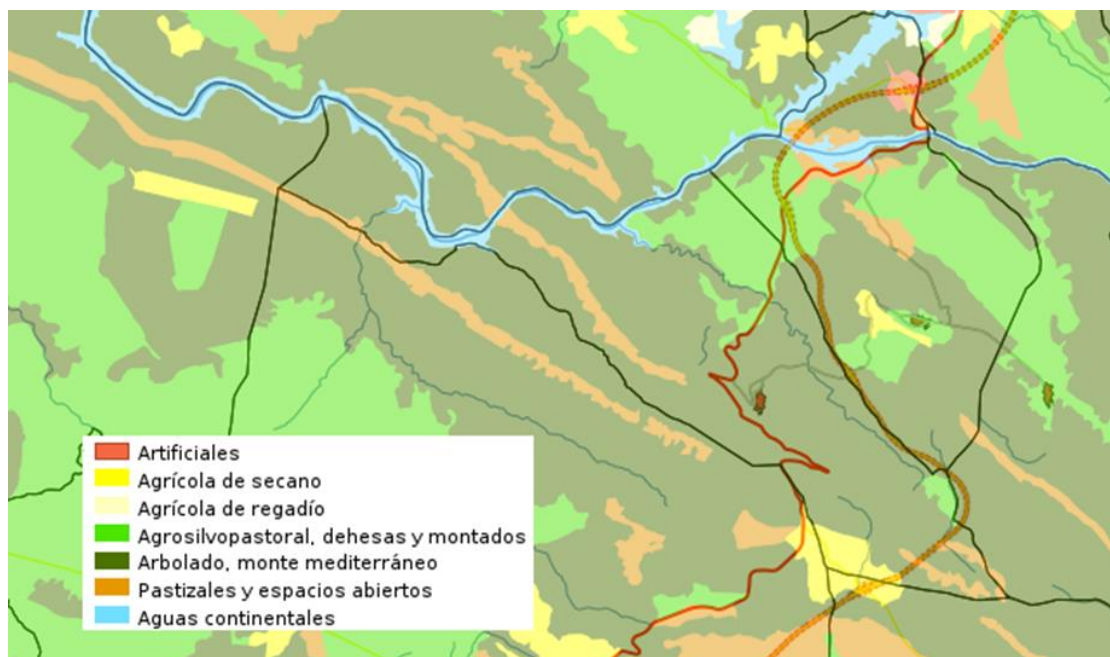 Artificiales
Agrícola de secano
Agrícola de regadío
Agrosilvopastoral, dehesas y montados
Arbolado, monte mediterráneo
Pastizales y espacios abiertos
Aguas continentales